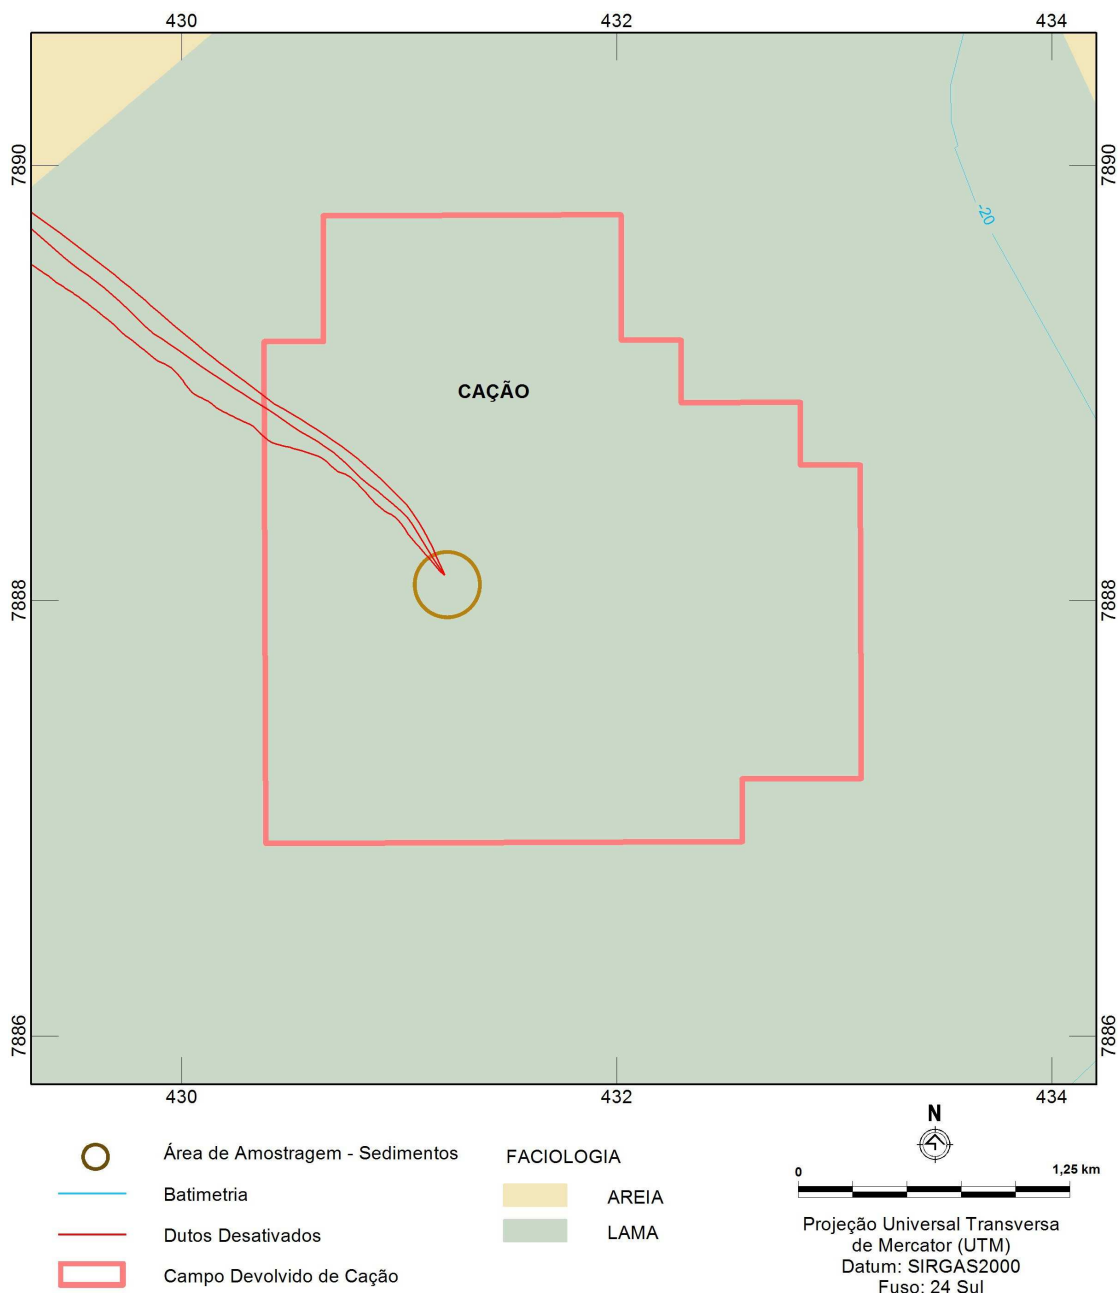 430 432 434
7890 7890
-20
CAÇÃO
7888 7888
7886 7886
430 432 434
Área de Amostragem - Sedimentos
Batimetria
Dutos Desativados
Campo Devolvido de Cação
FACIOLOGIA
AREIA
LAMA
N
0 1,25 km
Projeção Universal Transversa
de Mercator (UTM)
Datum: SIRGAS2000
Fuso: 24 Sul